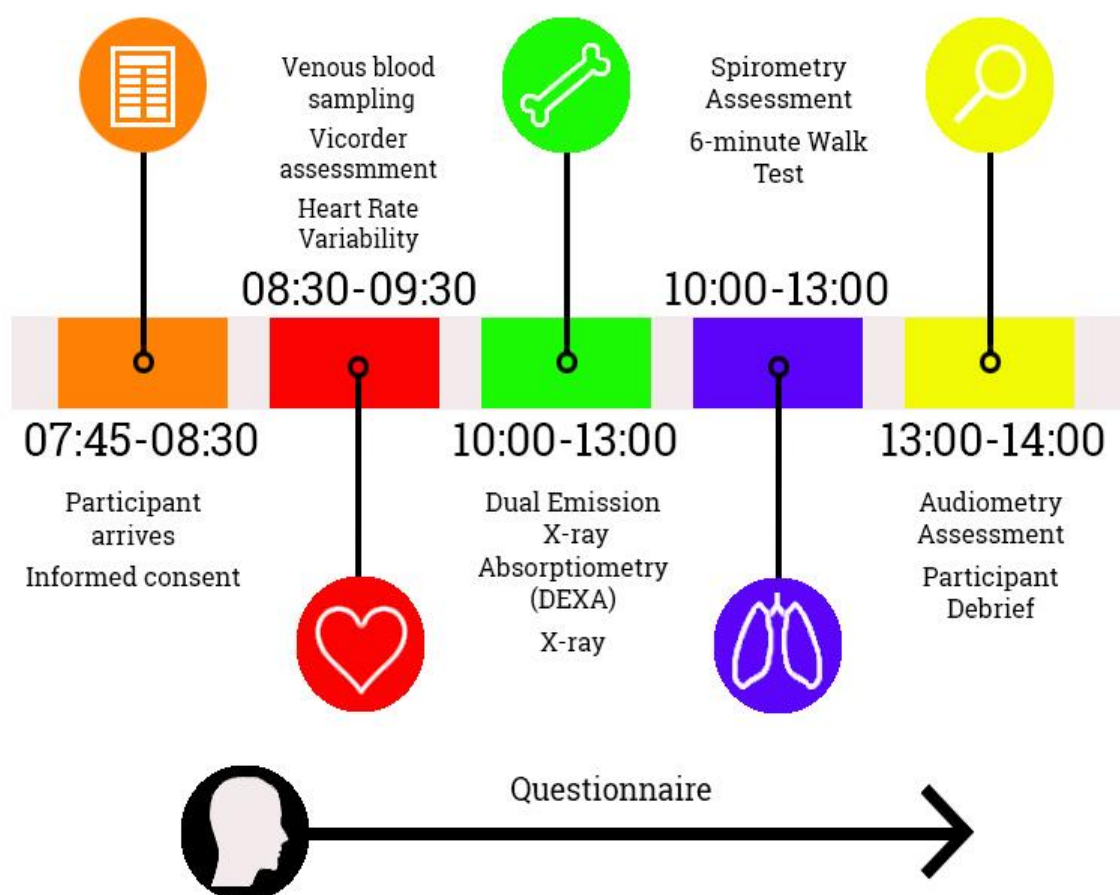 Venous blood
sampling
Vicorder
assessmment
Heart Rate
Variability
08:30-09:30
Spirometry
Assessment
6-minute Walk
Test
10:00-13:00
07:45-08:30
Participant
arrives
Informed consent
10:00-13:00
Dual Emission
X-ray
Absorptiometry
(DEXA)
X-ray
13:00-14:00
Audiometry
Assessment
Participant
Debrief
Questionnaire